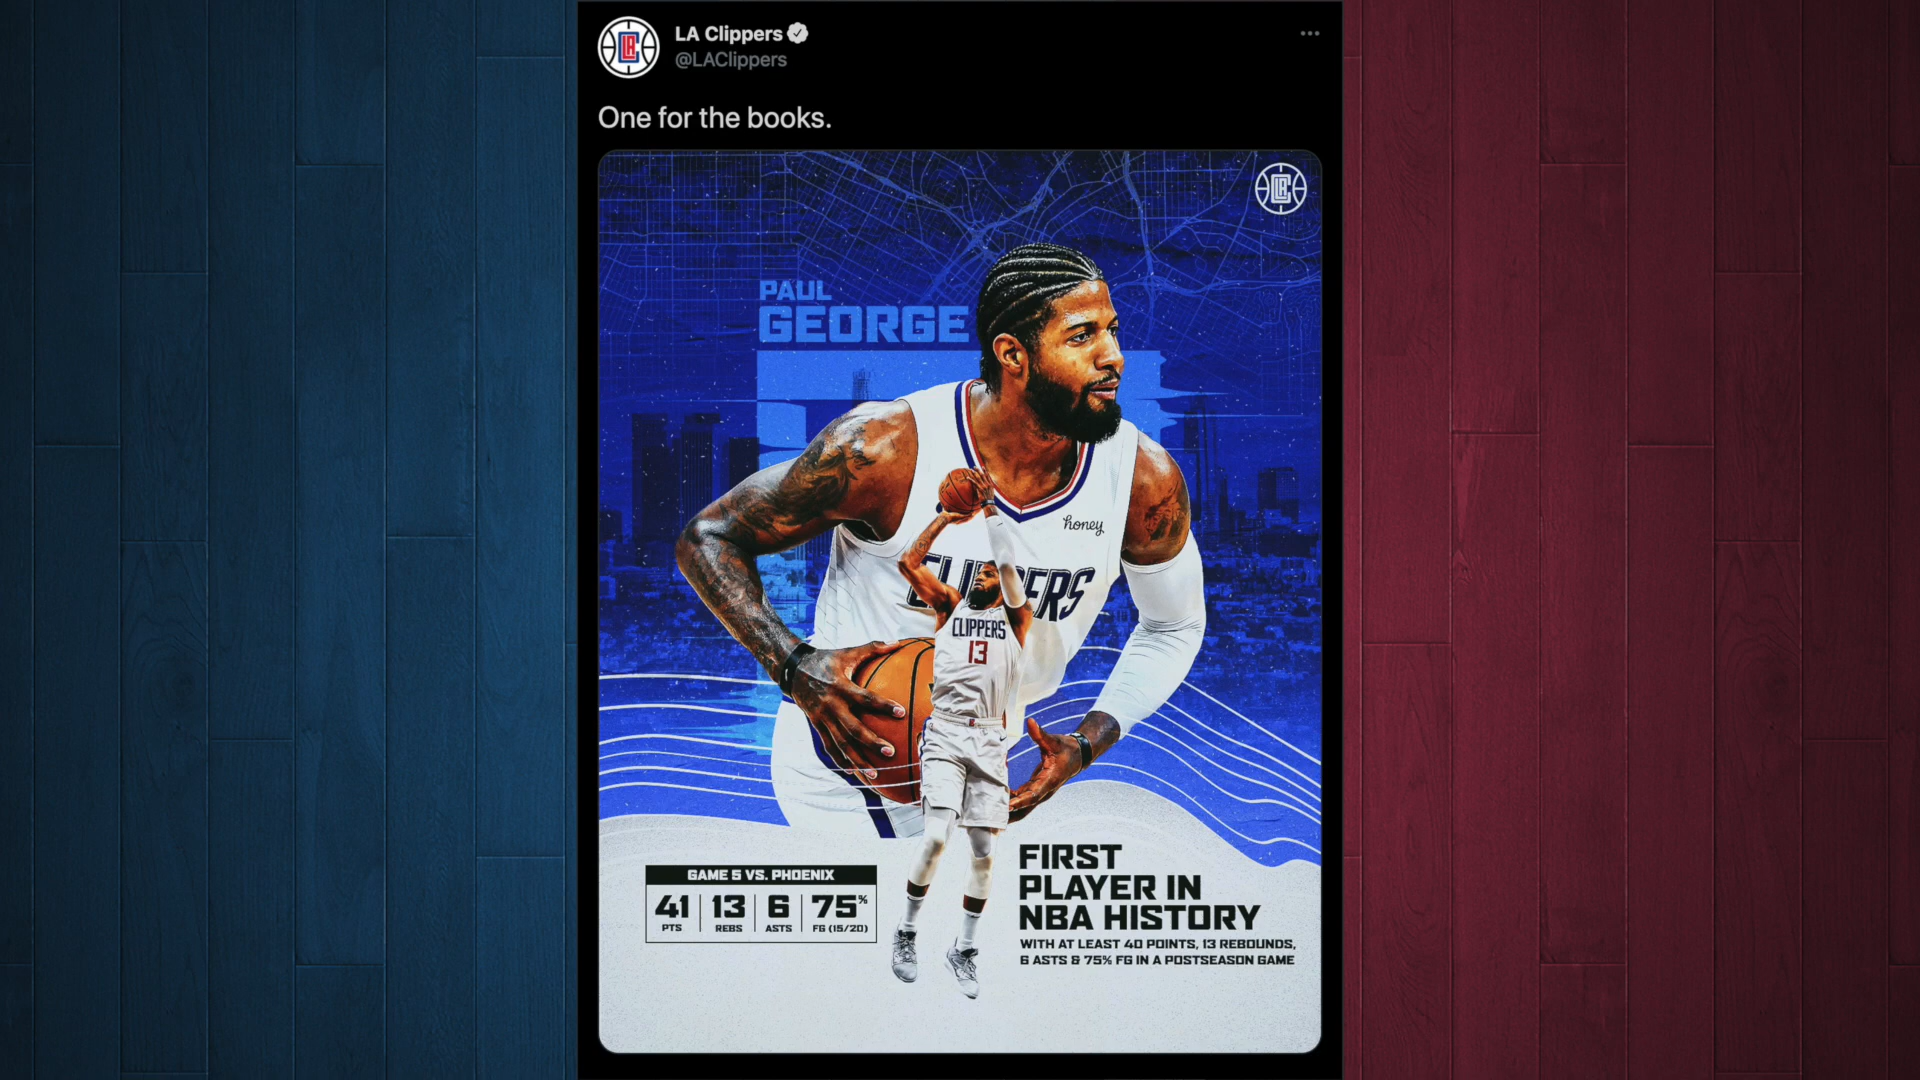 LA Clippers
@LAClippers
One for the books.
PAUL
GEORGE
honey
CLIPPERS
13
GAME 5 VS. PHOENIX
41 13 6 75%
PTS REBS ASTS FG (15/20)
FIRST
PLAYER IN
NBA HISTORY
WITH AT LEAST 40 POINTS, 13 REBOUNDS,
6 ASTS & 75% FG IN A POSTSEASON GAME